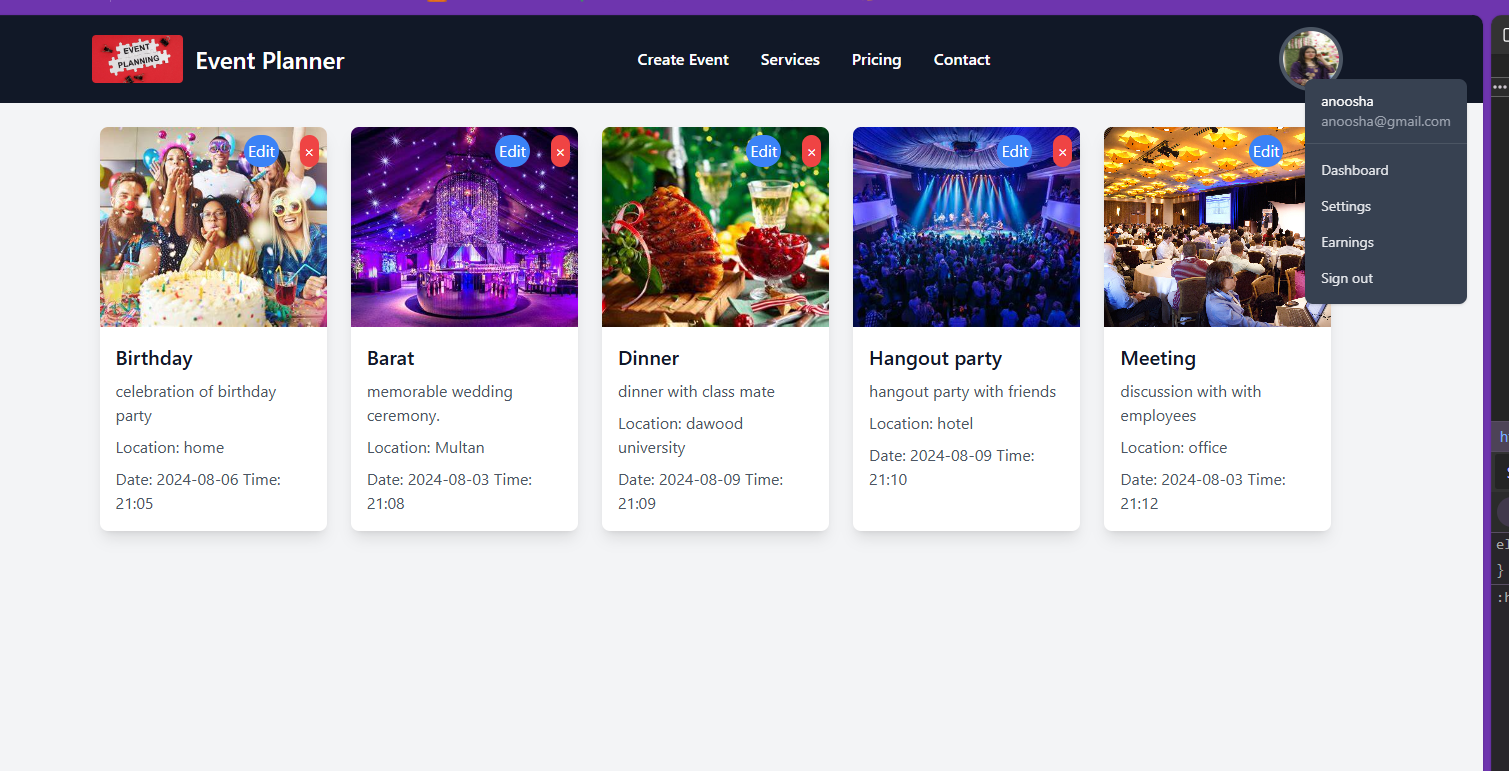 EVENT
PLANNING
Event Planner
Create Event
Services
Pricing
Contact
anoosha
anoosha@gmail.com
Dashboard
Settings
Earnings
Sign out
Edit
×
Edit
×
Edit
×
Edit
×
Edit
Birthday
celebration of birthday
party
Location: home
Date: 2024-08-06 Time:
21:05
Barat
memorable wedding
ceremony.
Location: Multan
Date: 2024-08-03 Time:
21:08
Dinner
dinner with class mate
Location: dawood
university
Date: 2024-08-09 Time:
21:09
Hangout party
hangout party with friends
Location: hotel
Date: 2024-08-09 Time:
21:10
Meeting
discussion with with
employees
Location: office
Date: 2024-08-03 Time:
21:12
}